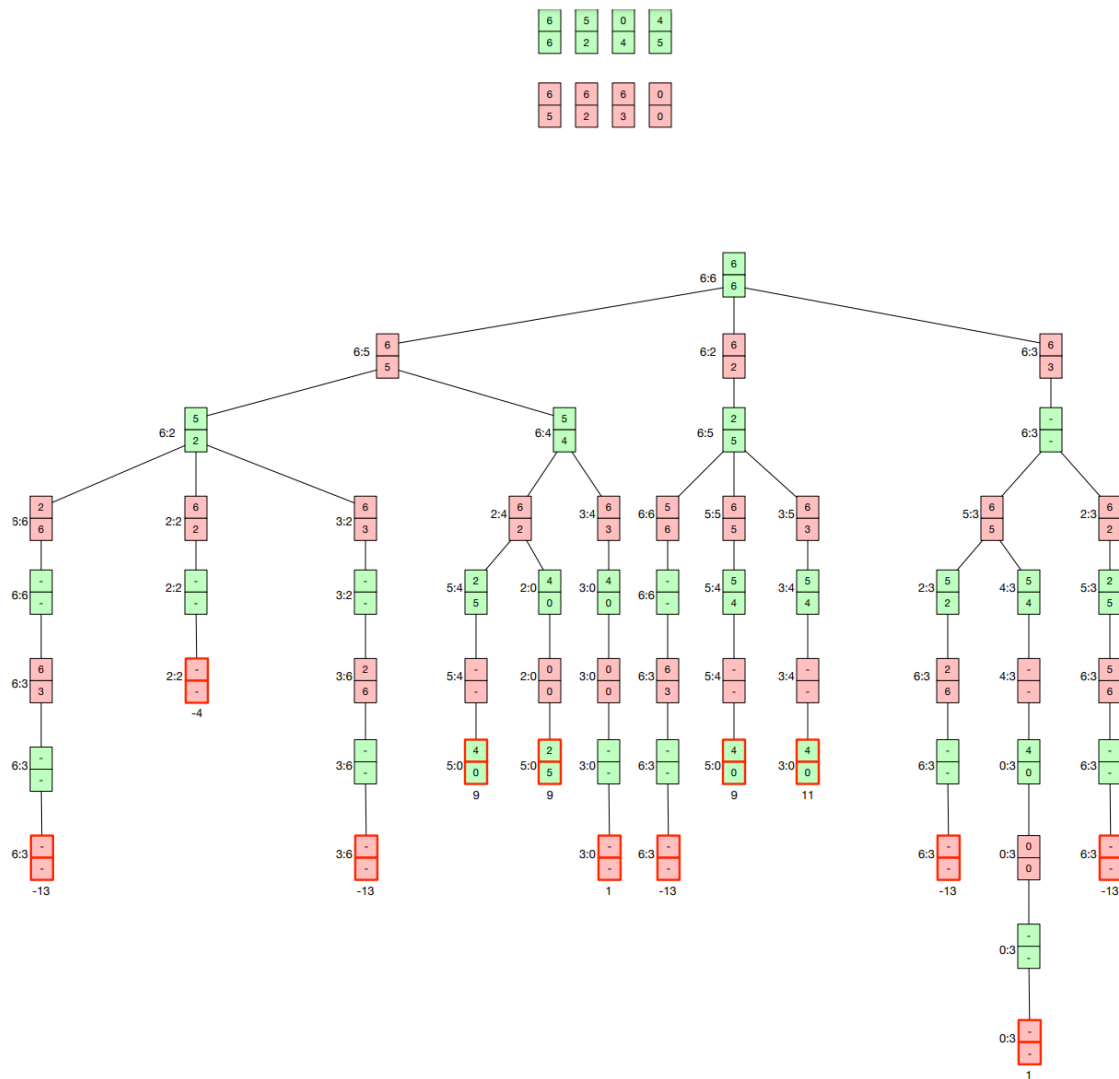 6 5 0 4
6 2 4 5
6 6 6 0
5 2 3 0
6
6:6 6
6:5 6 6:2 6 6:3 6
5 2 3
6:2 5 6:4 5 6:5 2 6:3 -
2 4 5 -
6:6 2 2:2 6 3:2 6 2:4 6 3:4 6 6:6 5 5:5 6 3:5 6 5:3 6 2:3 6
6 2 3 2 3 6 5 3 5 2
6:6 - 2:2 - 3:2 - 5:4 2 2:0 4 3:0 4 6:6 - 5:4 5 3:4 5 2:3 5 4:3 5 5:3 2
- - - 5 0 0 - 4 4 2 4 5
6:3 6 2:2 - 3:6 2 5:4 - 2:0 0 3:0 0 6:3 6 5:4 - 3:4 - 6:3 2 4:3 - 6:3 5
3 - 6 - 0 0 3 - - 6 - 6
-4
6:3 - 3:6 - 5:0 4 5:0 2 3:0 - 6:3 - 5:0 4 3:0 4 6:3 - 0:3 4 6:3 -
- - 0 5 - - 0 0 - 0 -
9 9 9 11
6:3 - 3:6 - 3:0 - 6:3 - 6:3 - 0:3 0 6:3 -
- - - - - 0 -
-13 -13 1 -13 -13 -13
0:3 -
-
0:3 -
-
1